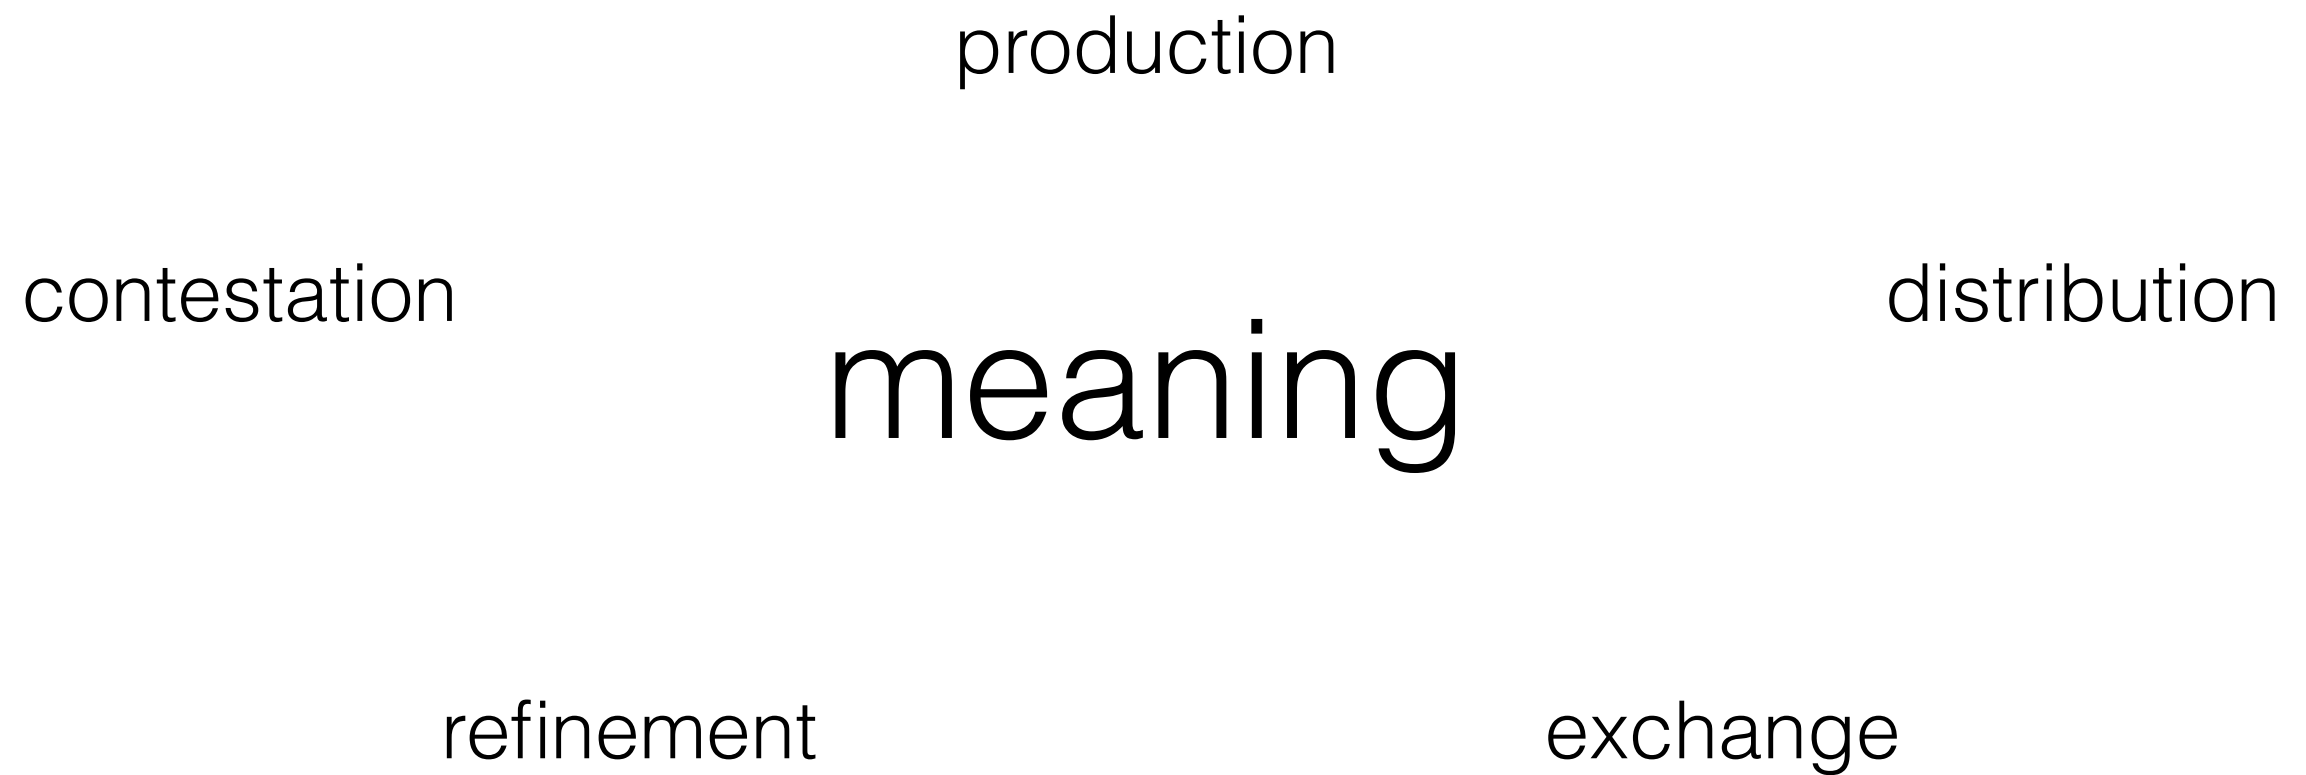 production
contestation
distribution
meaning
refinement
exchange